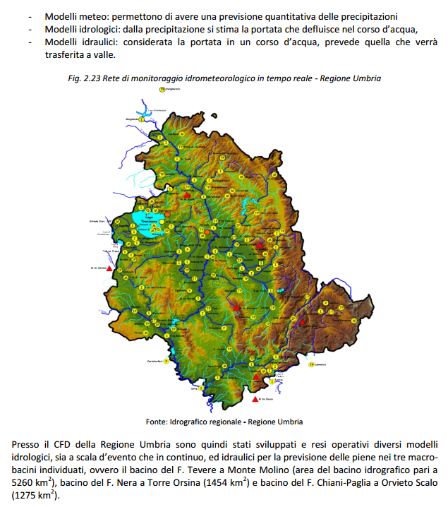 - Modelli meteo: permettono di avere una previsione quantitativa delle precipitazioni
- Modelli idrologici: dalla precipitazione si stima la portata che defluisce nel corso d'acqua,
- Modelli idraulici: considerata la portata in un corso d'acqua, prevede quella che verrà
trasferita a valle.
Fig. 2.23 Rete di monitoraggio idrometeorologico in tempo reale - Regione Umbria
Fonte: Idrografico regionale - Regione Umbria
Presso il CFD della Regione Umbria sono quindi stati sviluppati e resi operativi diversi modelli
idrologici, sia a scala d'evento che in continuo, ed idraulici per la previsione delle piene nei tre macro-
bacini individuati, ovvero il bacino del F. Tevere a Monte Molino (area del bacino idrografico pari a
5260 km²), bacino del F. Nera a Torre Orsina (1454 km²) e bacino del F. Chiani-Paglia a Orvieto Scalo
(1275 km²).